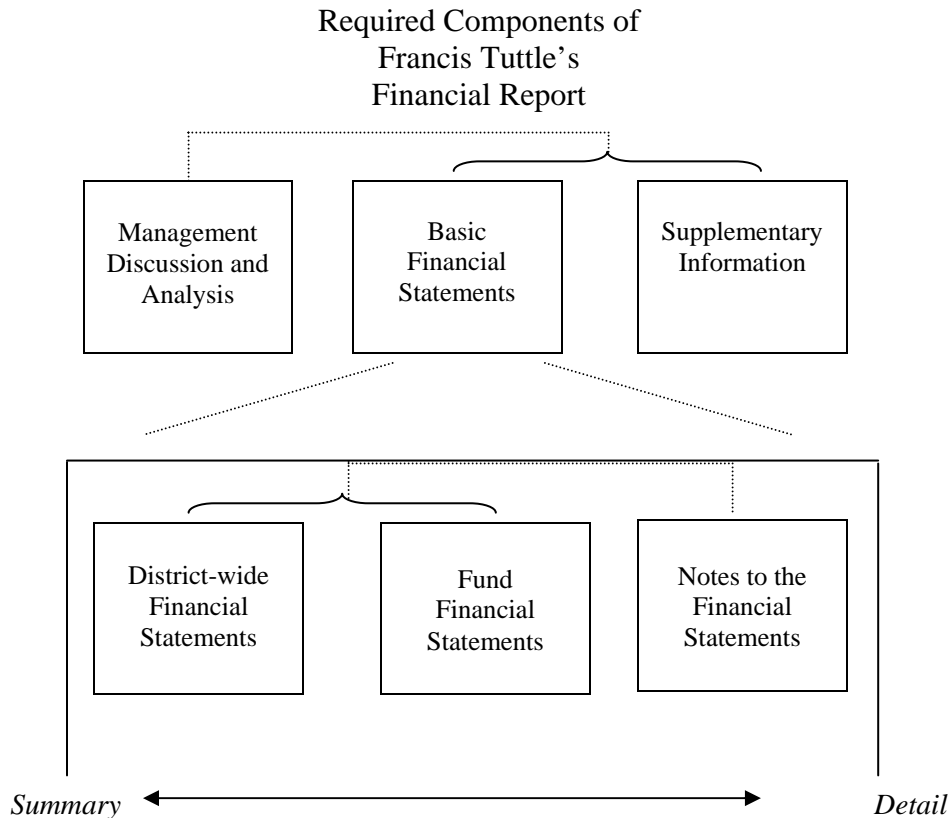 Required Components of
Francis Tuttle’s
Financial Report
Management
Discussion and
Analysis
Basic
Financial
Statements
Supplementary
Information
District-wide
Financial
Statements
Fund
Financial
Statements
Notes to the
Financial
Statements
Summary
Detail